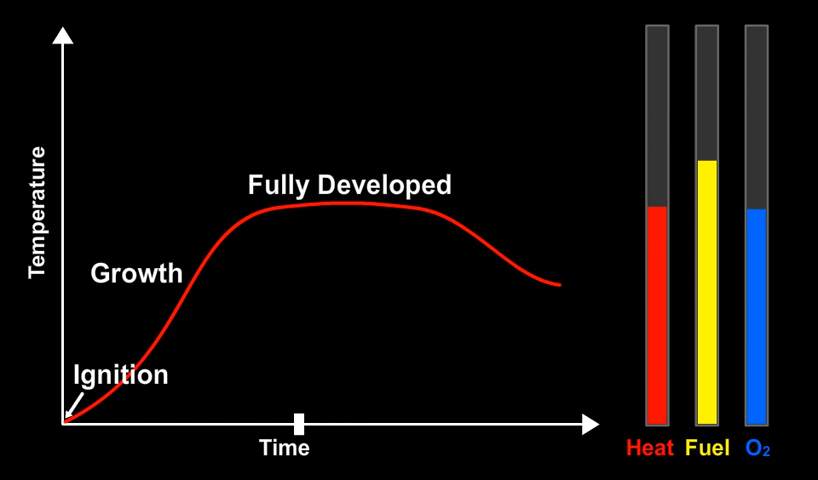 Fully Developed
Temperature
Growth
Ignition
Time
Heat Fuel O₂